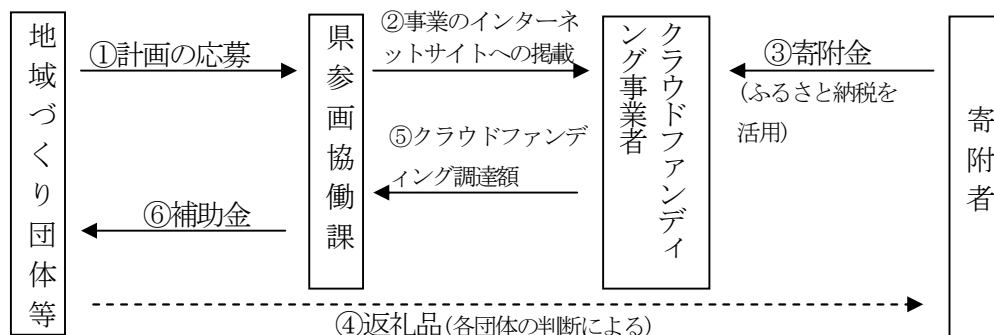 地域づくり団体等
①計画の応募
県参画協働課
②事業のインターネ
ットサイトへの掲載
クラウドファンディ
ング事業者
③寄附金
(ふるさと納税を
活用)
寄附者
⑤クラウドファンデ
ィング調達額
⑥補助金
④返礼品(各団体の判断による)